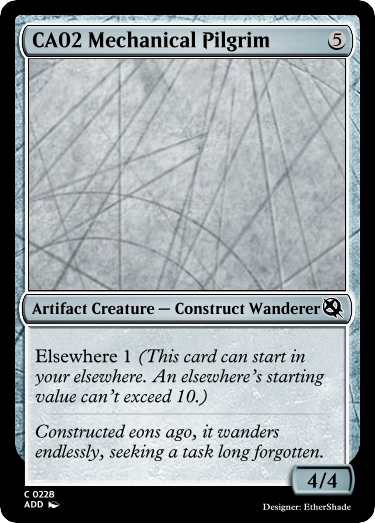 CA02 Mechanical Pilgrim 5
Artifact Creature — Construct Wanderer
Elsewhere 1 (This card can start in
your elsewhere. An elsewhere's starting
value can't exceed 10.)
Constructed eons ago, it wanders
endlessly, seeking a task long forgotten.
4/4
C 0228
ADD
Designer: EtherShade